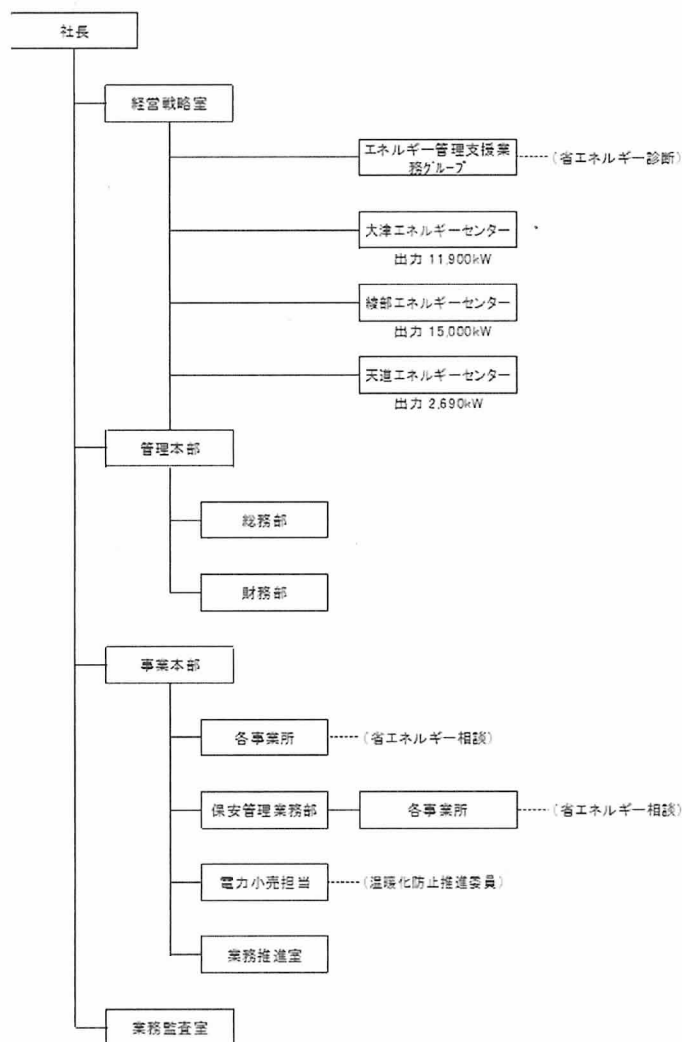 社長
経営戦略室
エネルギー管理支援業
務グループ
(省エネルギー診断)
大津エネルギーセンター
出力 11,900kW
綾部エネルギーセンター
出力 15,000kW
天道エネルギーセンター
出力 2,690kW
管理本部
総務部
財務部
事業本部
各事業所
(省エネルギー相談)
保安管理業務部
各事業所
(省エネルギー相談)
電力小売担当
(温暖化防止推進委員)
業務推進室
業務監査室